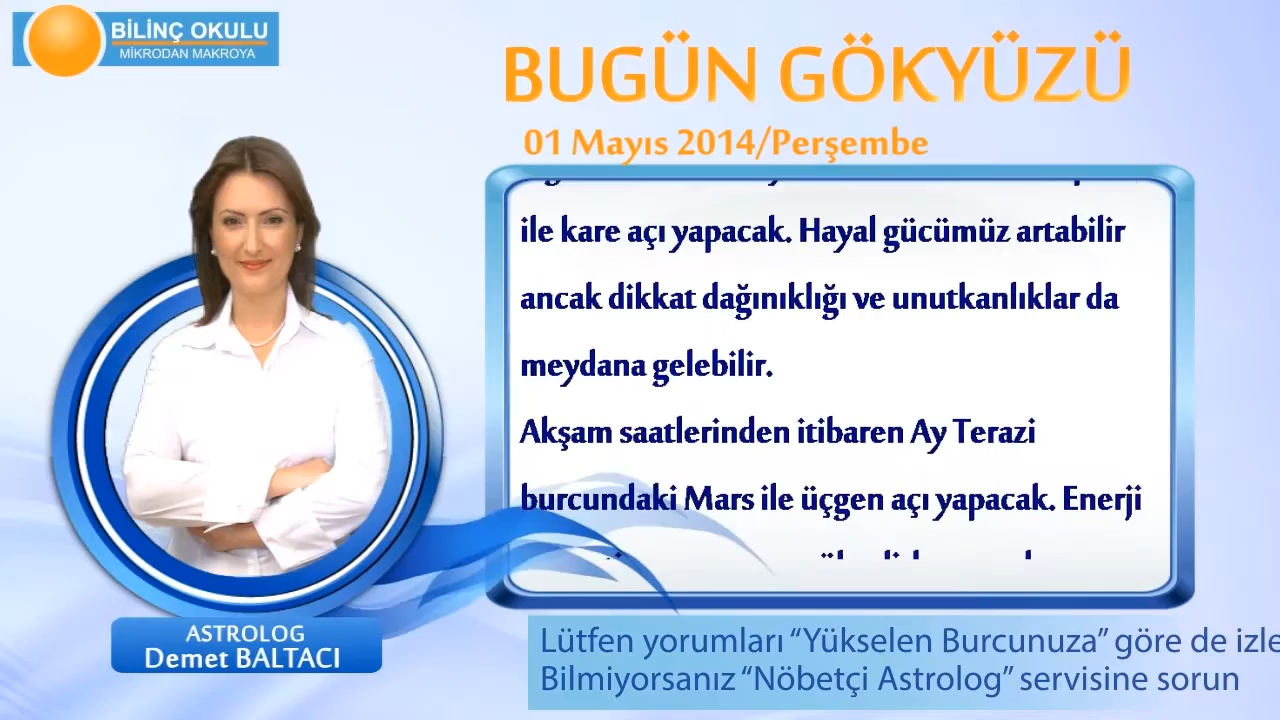 BİLİNÇ OKULU
MİKRODAN MAKROYA
BUGÜN GÖKYÜZÜ
01 Mayıs 2014/Perşembe
ile kare açı yapacak. Hayal gücümüz artabilir
ancak dikkat dağınıklığı ve unutkanlıklar da
meydana gelebilir.
Akşam saatlerinden itibaren Ay Terazi
burcundaki Mars ile üçgen açı yapacak. Enerji
ASTROLOG
Demet BALTACI
Lütfen yorumları “Yükselen Burcunuza” göre de izle
Bilmiyorsanız “Nöbetçi Astrolog” servisine sorun